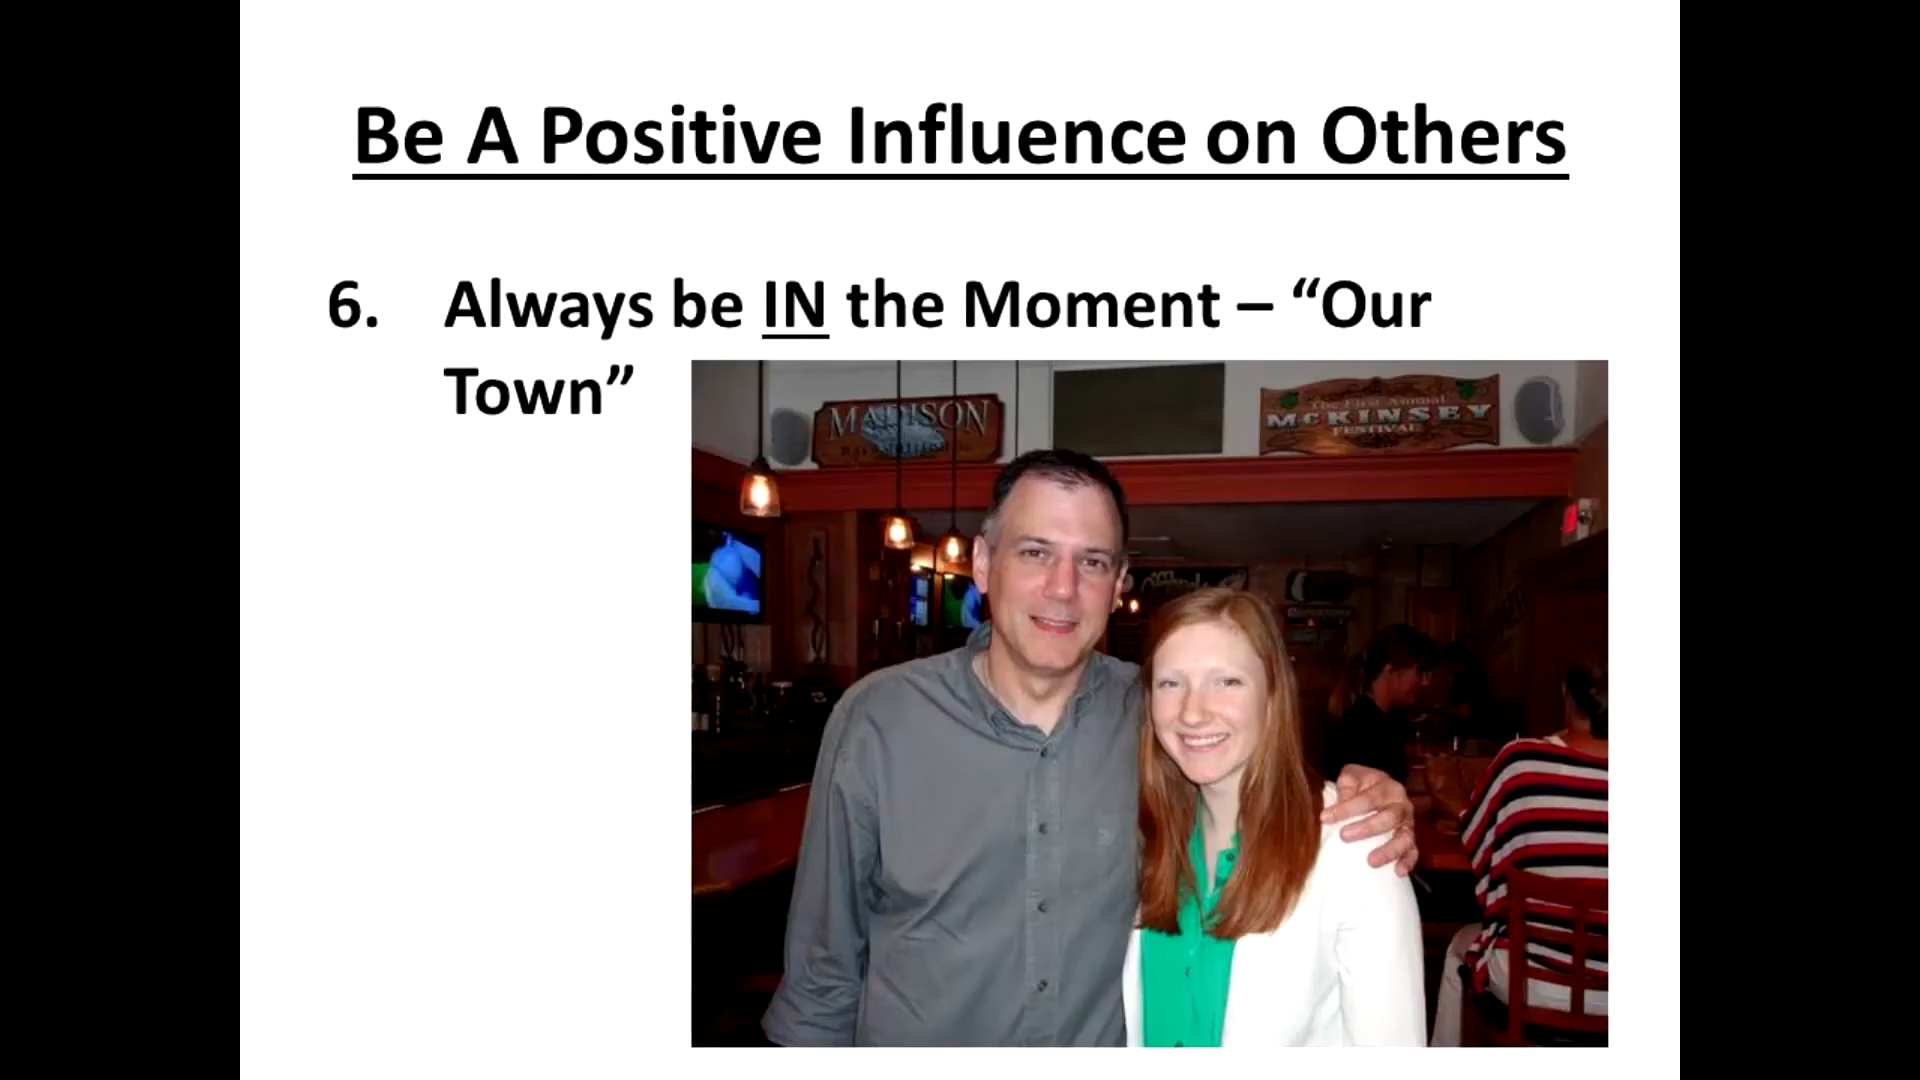 Be A Positive Influence on Others
6. Always be IN the Moment – “Our
Town”
MADISON
The First Annual
McKINSEY
FESTIVAL